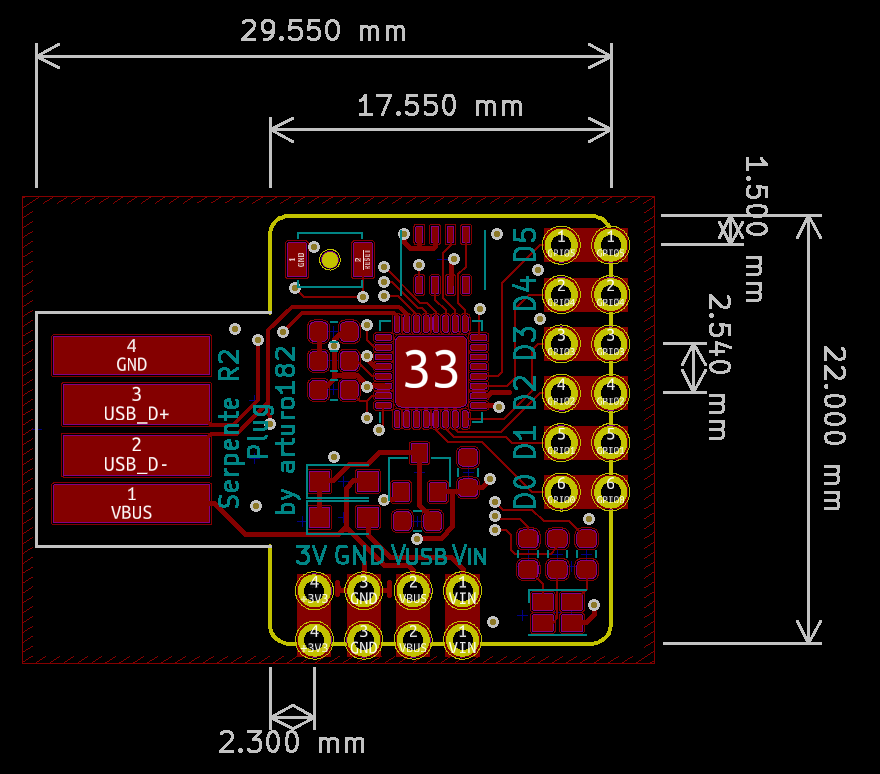 29.550 mm
17.550 mm
1.500 mm
2.540 mm
22.000 mm
2.300 mm
1
GND
2
RESET
33
4
GND
3
USB_D+
2
USB_D-
1
VBUS
Serpente R2
Plug
by arturo182
D5
D4
D3
D2
D1
D0
1
1
2
2
3
3
4
4
5
5
6
6
3V GND VUSB VIN
4
+3V3
3
GND
2
VBUS
1
VIN
4
+3V3
3
GND
2
VBUS
1
VIN